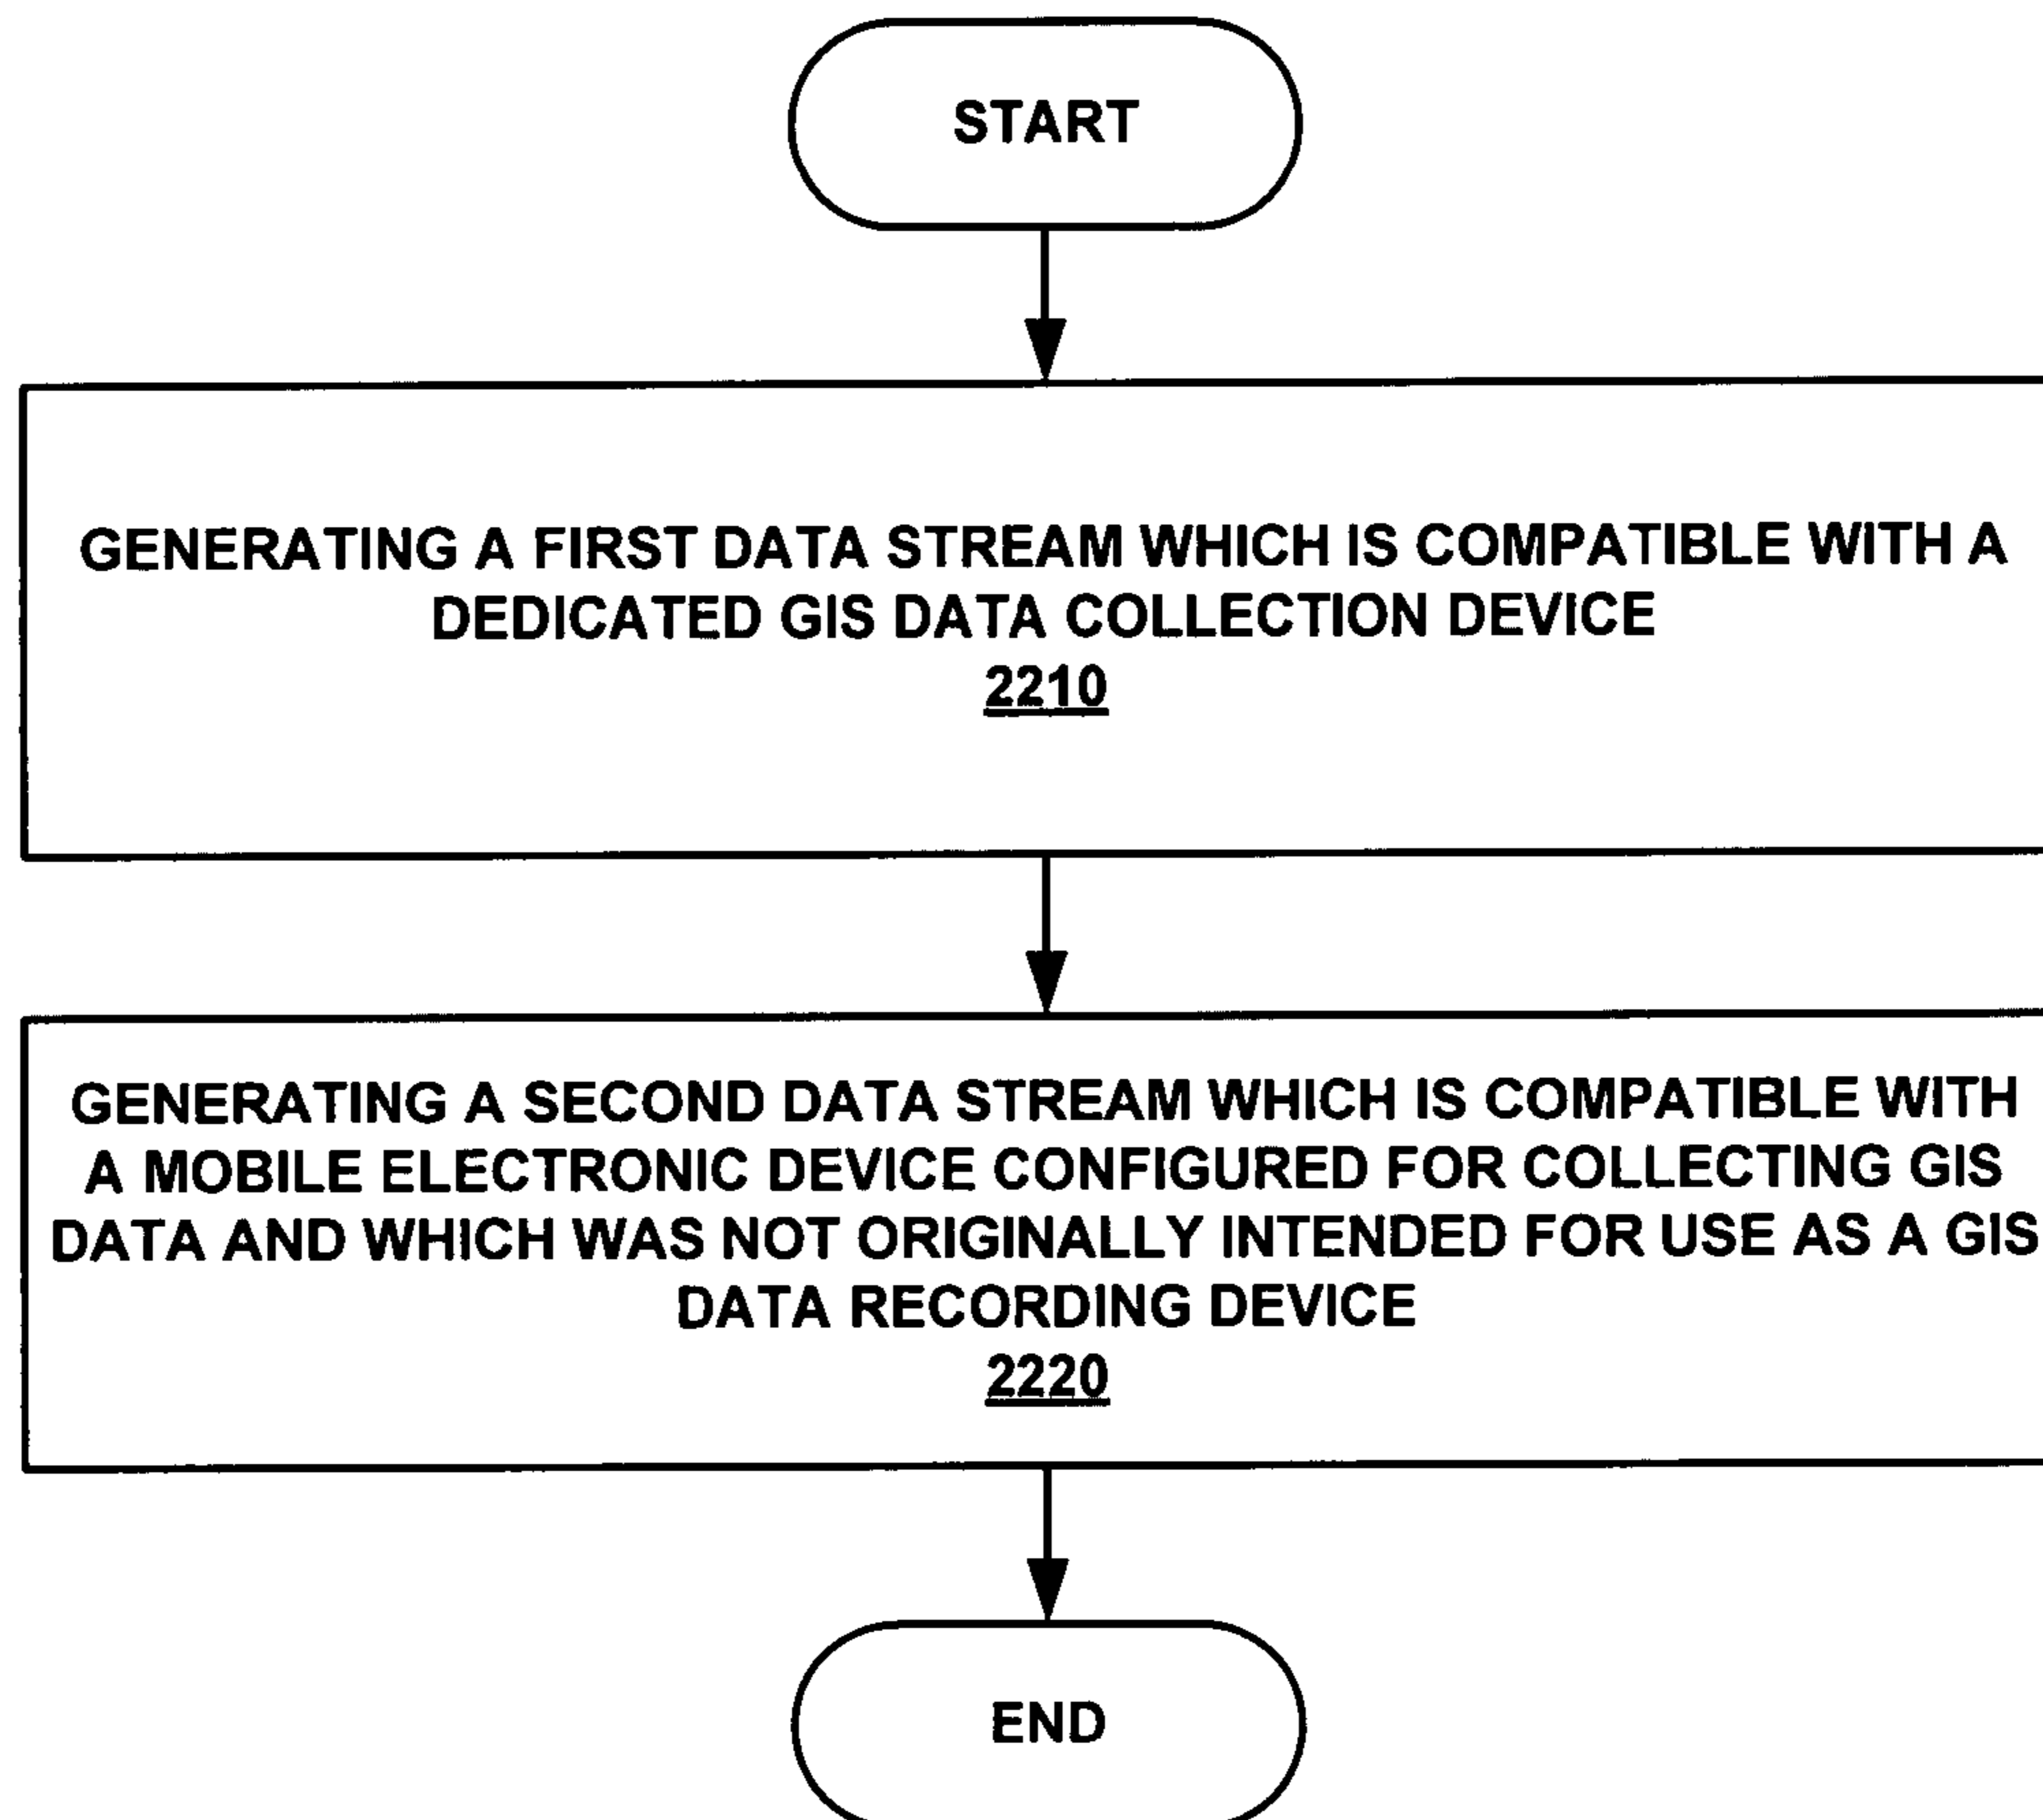 START
GENERATING A FIRST DATA STREAM WHICH IS COMPATIBLE WITH A
DEDICATED GIS DATA COLLECTION DEVICE
2210
GENERATING A SECOND DATA STREAM WHICH IS COMPATIBLE WITH
A MOBILE ELECTRONIC DEVICE CONFIGURED FOR COLLECTING GIS
DATA AND WHICH WAS NOT ORIGINALLY INTENDED FOR USE AS A GIS
DATA RECORDING DEVICE
2220
END